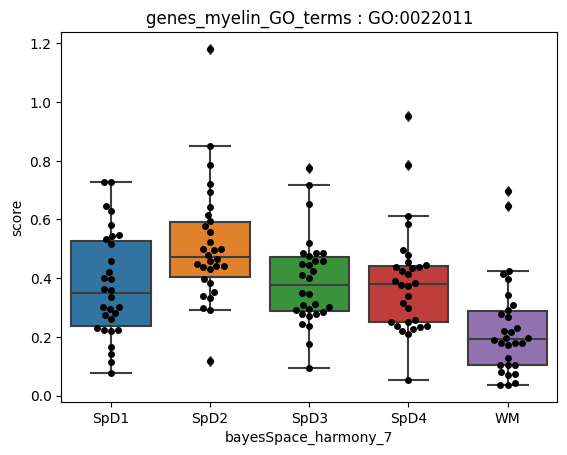 genes_myelin_GO_terms : GO:0022011
score
1.2
1.0
0.8
0.6
0.4
0.2
0.0
SpD1 SpD2 SpD3 SpD4 WM
bayesSpace_harmony_7